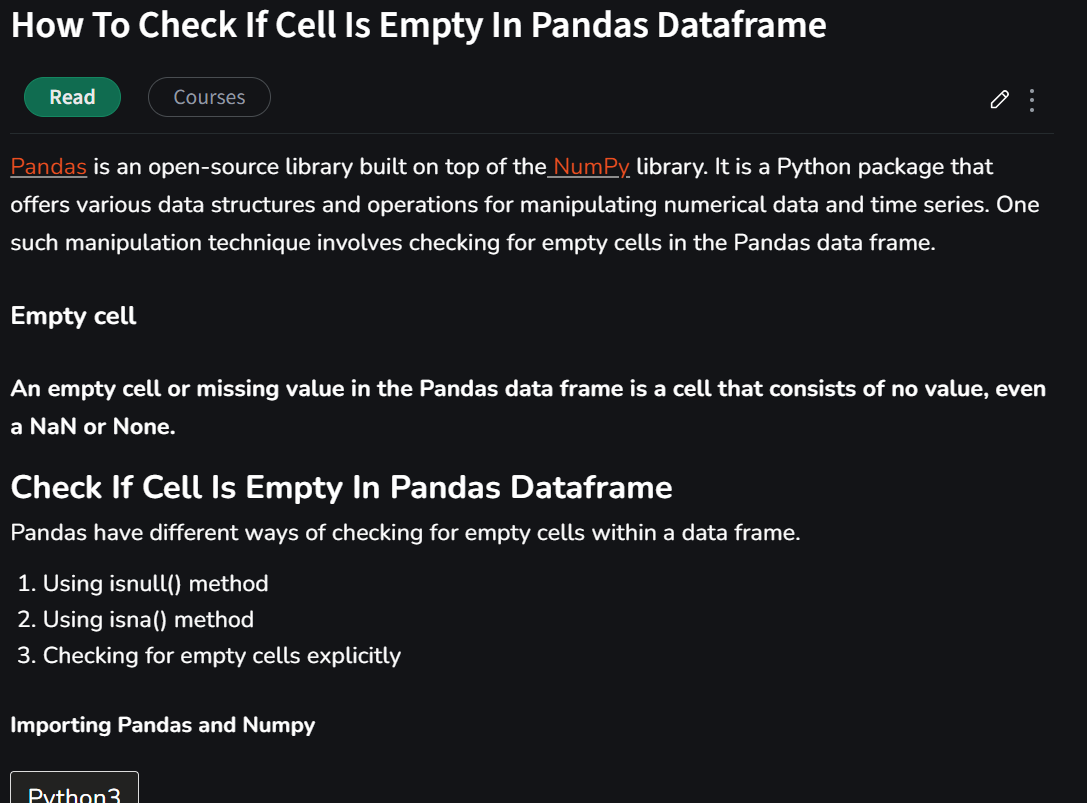 How To Check If Cell Is Empty In Pandas Dataframe
Read
Courses
Pandas is an open-source library built on top of the NumPy library. It is a Python package that
offers various data structures and operations for manipulating numerical data and time series. One
such manipulation technique involves checking for empty cells in the Pandas data frame.
Empty cell
An empty cell or missing value in the Pandas data frame is a cell that consists of no value, even
a NaN or None.
Check If Cell Is Empty In Pandas Dataframe
Pandas have different ways of checking for empty cells within a data frame.
1. Using isnull() method
2. Using isna() method
3. Checking for empty cells explicitly
Importing Pandas and Numpy
Python3